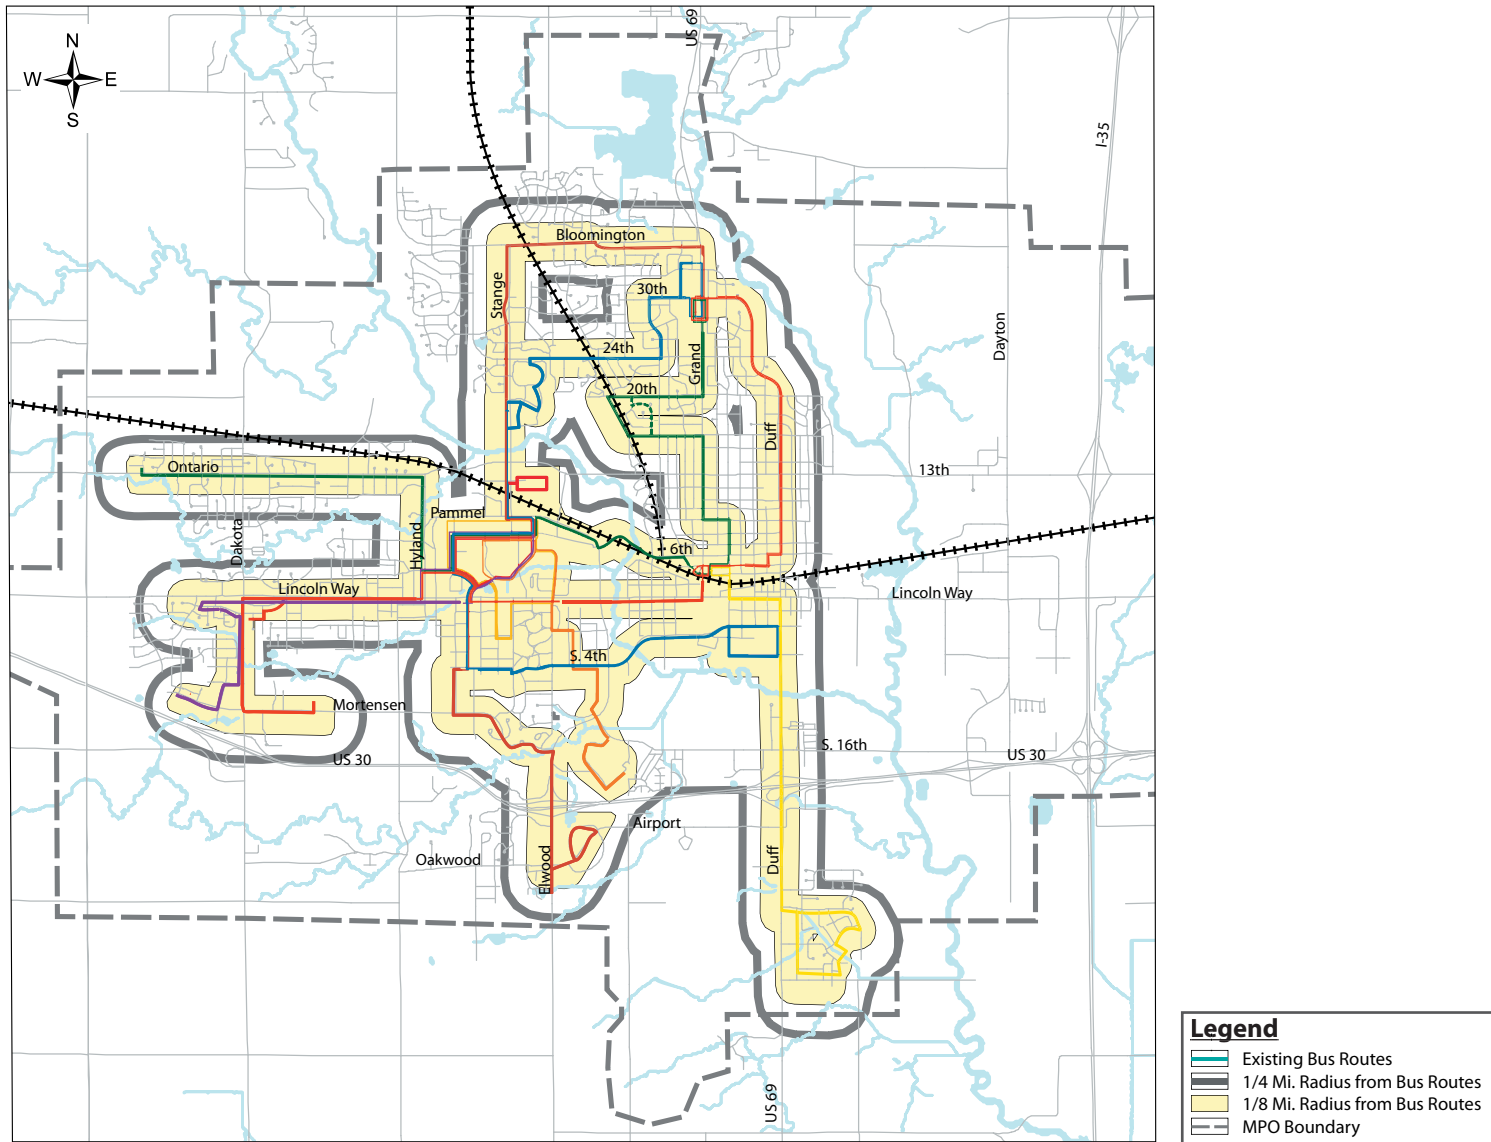 US 69
N
W E
S
I-35
Bloomington
Stange
30th
Dayton
24th
Grand
20th
Duff
Ontario
13th
Pammel
Dakota
Hyland
6th
Lincoln Way
Lincoln Way
S. 4th
Mortensen
S. 16th
US 30
US 30
Airport
Oakwood
Elwood
Duff
US 69
Legend
Existing Bus Routes
1/4 Mi. Radius from Bus Routes
1/8 Mi. Radius from Bus Routes
MPO Boundary